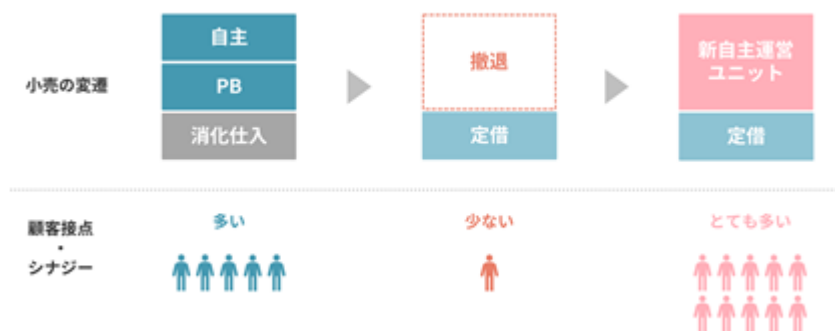 小売の変遷
自主
PB
消化仕入
撤退
定借
新自主運営
ユニット
定借
顧客接点
・
シナジー
多い
少ない
とても多い